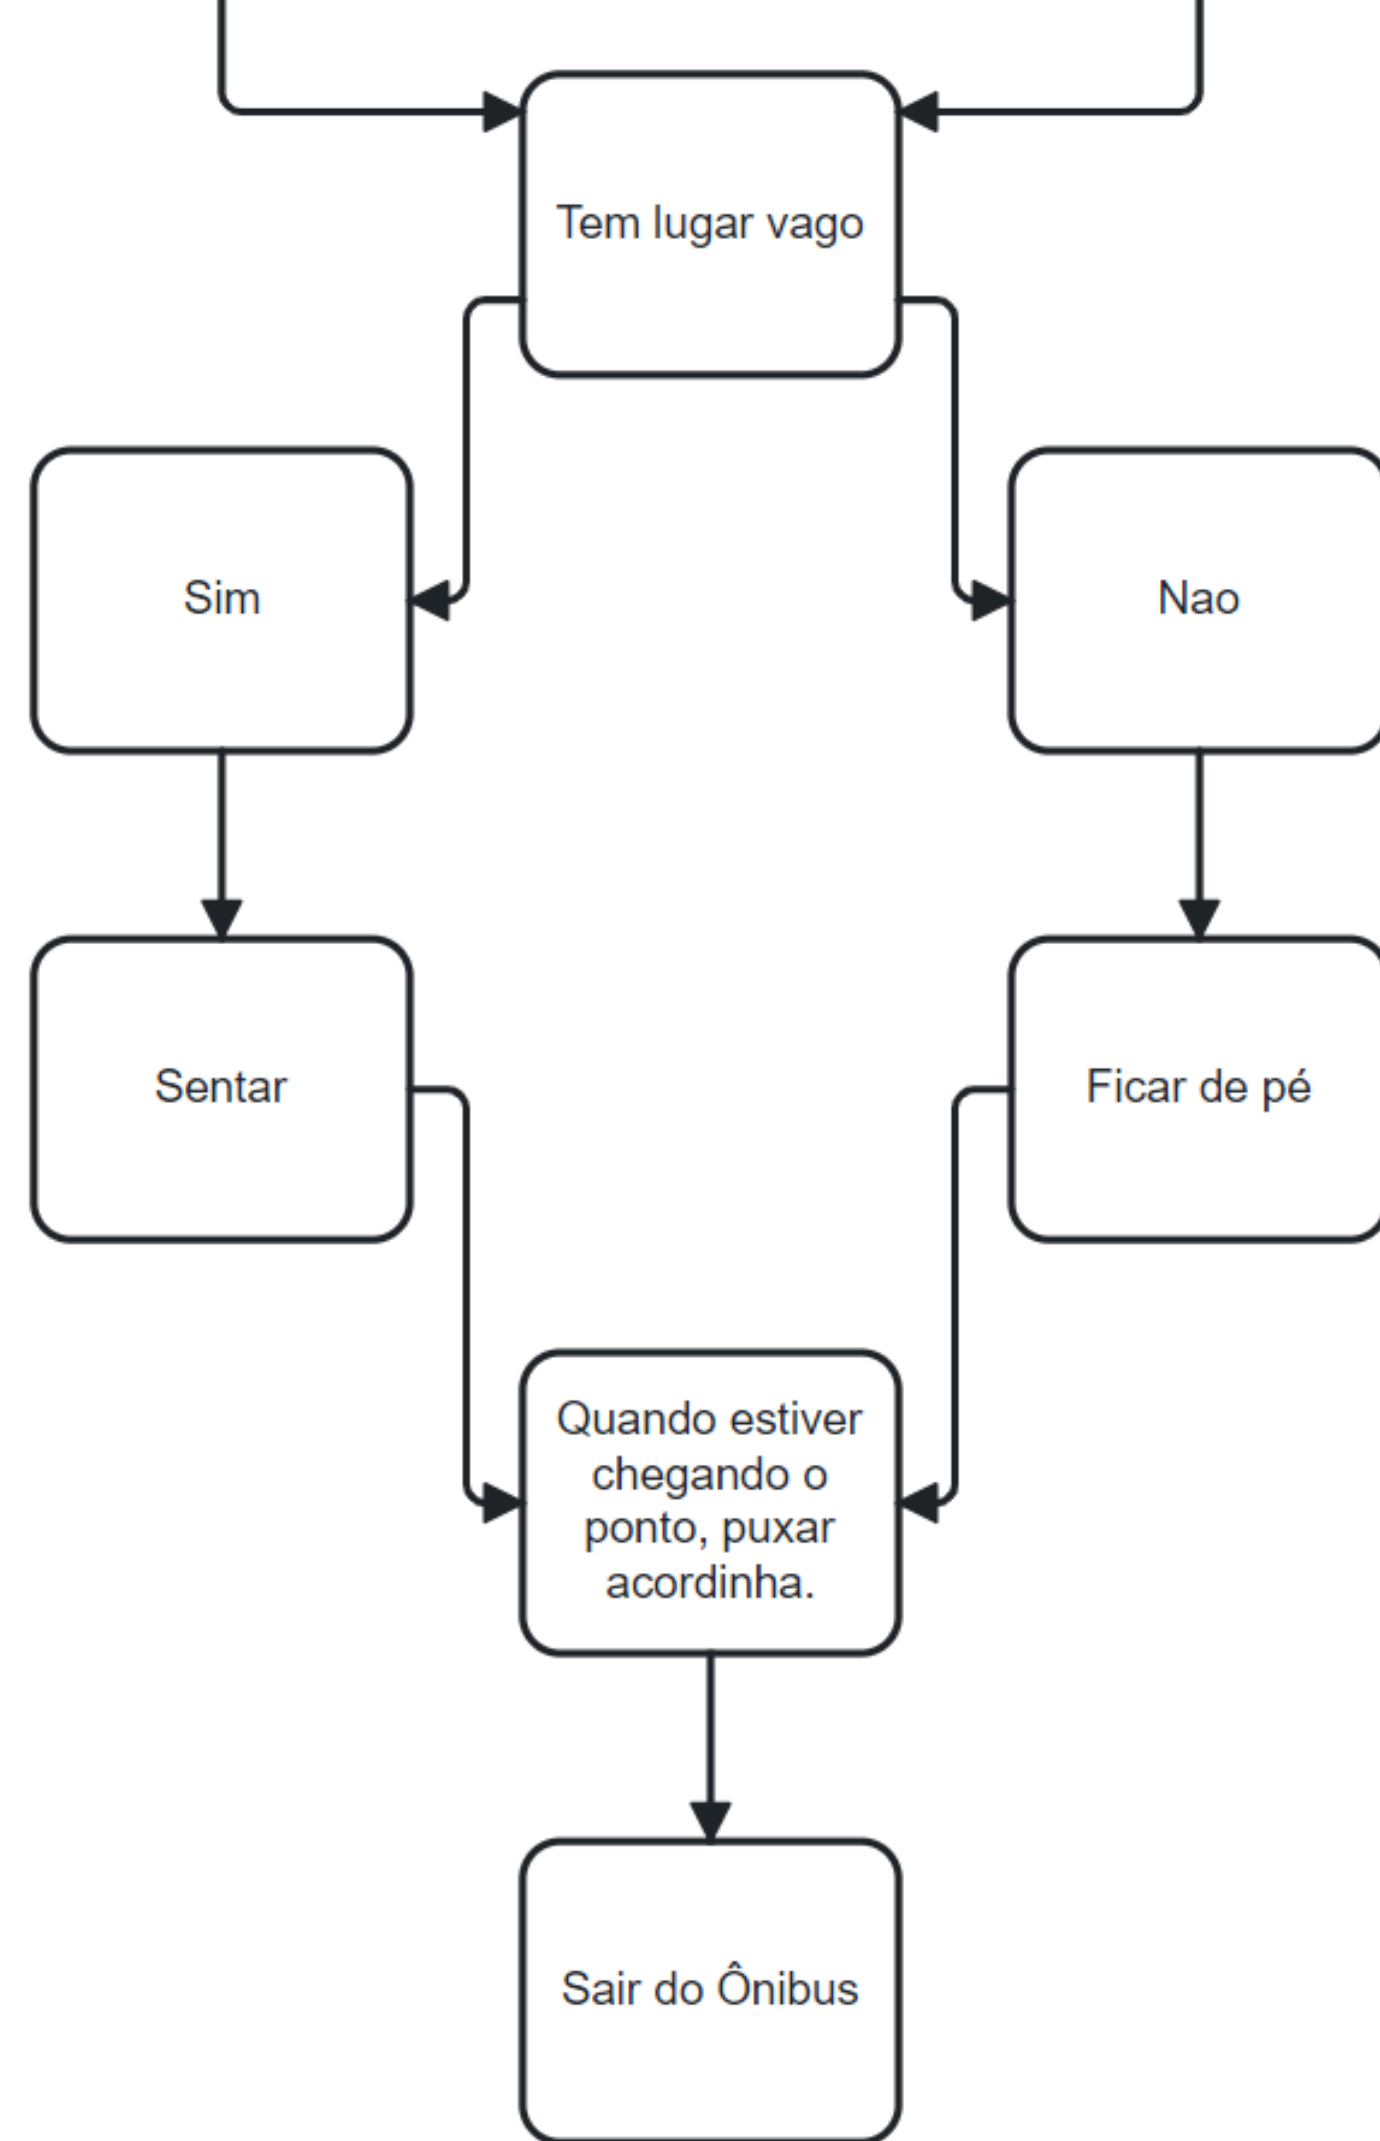 Tem lugar vago
Sim
Nao
Sentar
Ficar de pé
Quando estiver
chegando o
ponto, puxar
acordinha.
Sair do Ônibus